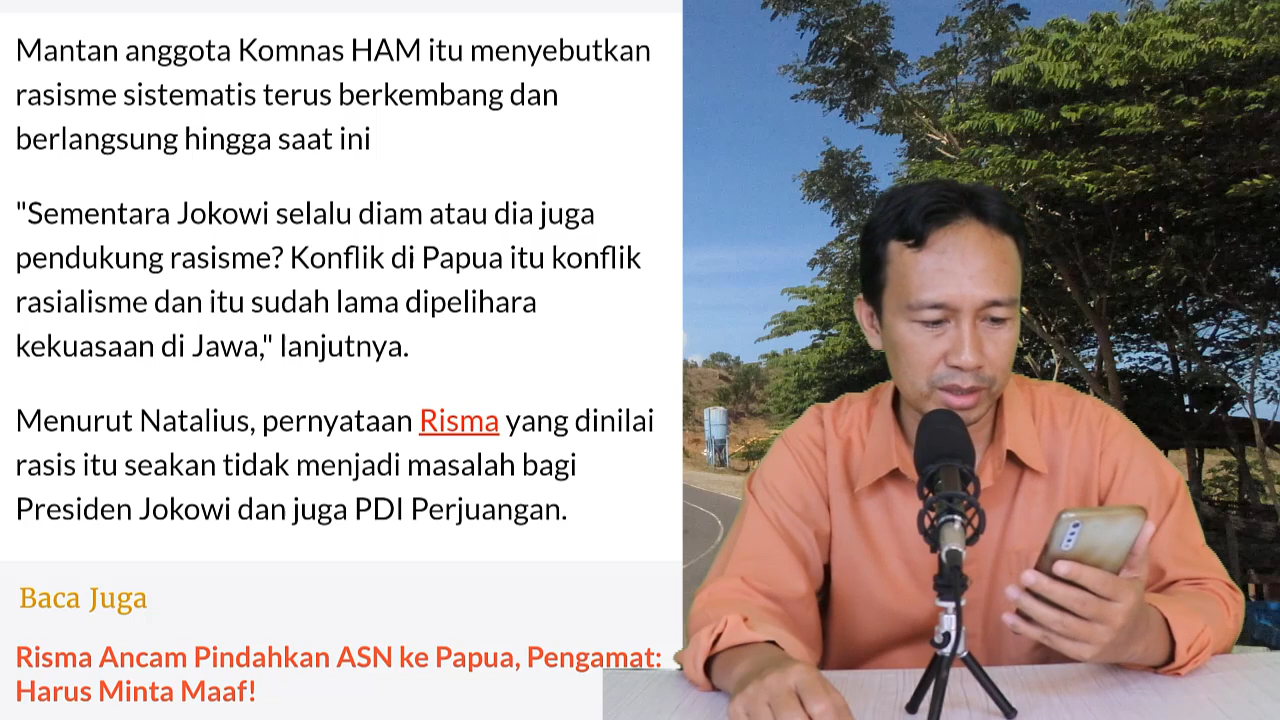 Mantan anggota Komnas HAM itu menyebutkan
rasisme sistematis terus berkembang dan
berlangsung hingga saat ini
"Sementara Jokowi selalu diam atau dia juga
pendukung rasisme? Konflik di Papua itu konflik
rasialisme dan itu sudah lama dipelihara
kekuasaan di Jawa," lanjutnya.
Menurut Natalius, pernyataan Risma yang dinilai
rasis itu seakan tidak menjadi masalah bagi
Presiden Jokowi dan juga PDI Perjuangan.
Baca Juga
Risma Ancam Pindahkan ASN ke Papua, Pengamat:
Harus Minta Maaf!